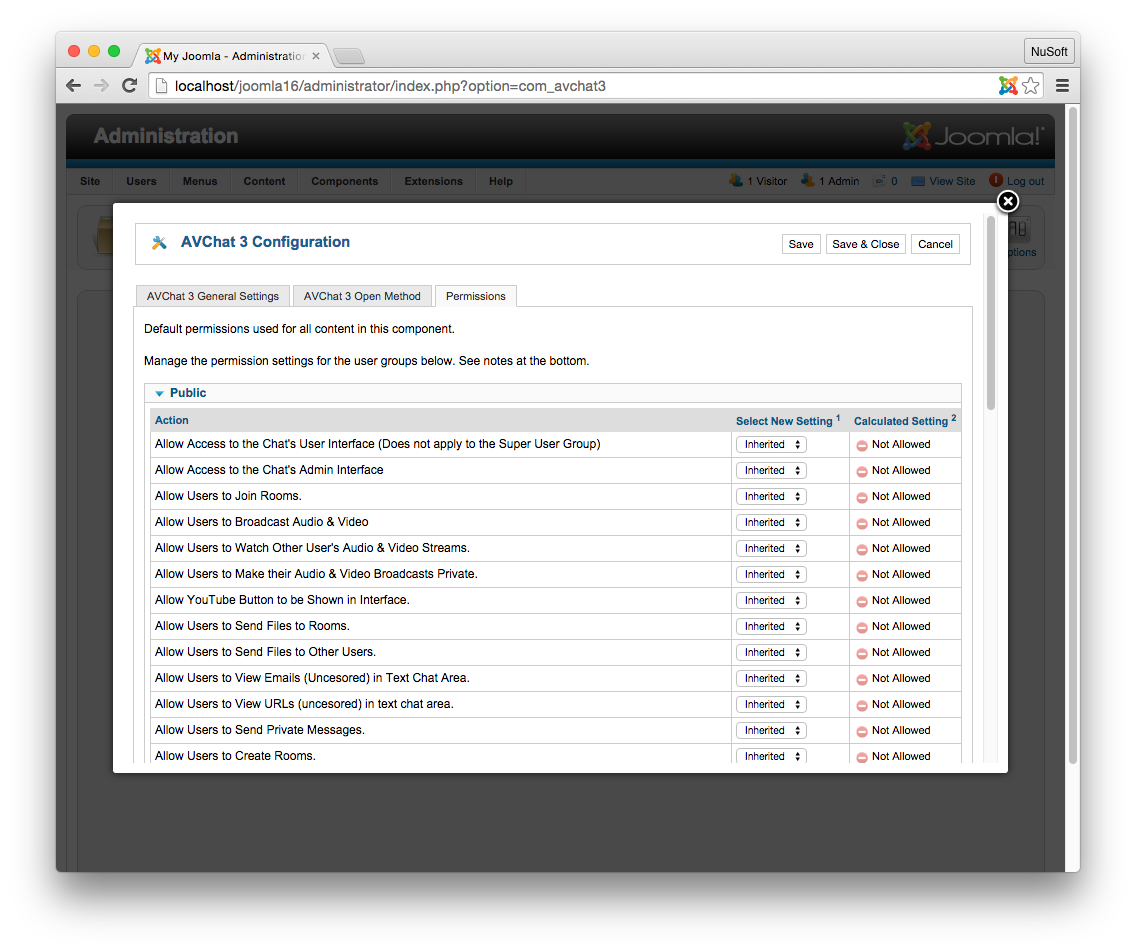 My Joomla - Administration
NuSoft
localhost/joomla16/administrator/index.php?option=com_avchat3
Administration
Joomla!
Site Users Menus Content Components Extensions Help 1 Visitor 1 Admin 0 View Site Log out
AVChat 3 Configuration
Save Save & Close Cancel
AVChat 3 General Settings AVChat 3 Open Method Permissions
Default permissions used for all content in this component.
Manage the permission settings for the user groups below. See notes at the bottom.
Public
Action Select New Setting 1 Calculated Setting 2
Allow Access to the Chat's User Interface (Does not apply to the Super User Group) Inherited Not Allowed
Allow Access to the Chat's Admin Interface Inherited Not Allowed
Allow Users to Join Rooms. Inherited Not Allowed
Allow Users to Broadcast Audio & Video Inherited Not Allowed
Allow Users to Watch Other User's Audio & Video Streams. Inherited Not Allowed
Allow Users to Make their Audio & Video Broadcasts Private. Inherited Not Allowed
Allow YouTube Button to be Shown in Interface. Inherited Not Allowed
Allow Users to Send Files to Rooms. Inherited Not Allowed
Allow Users to Send Files to Other Users. Inherited Not Allowed
Allow Users to View Emails (Uncesored) in Text Chat Area. Inherited Not Allowed
Allow Users to View URLs (uncesored) in text chat area. Inherited Not Allowed
Allow Users to Send Private Messages. Inherited Not Allowed
Allow Users to Create Rooms. Inherited Not Allowed